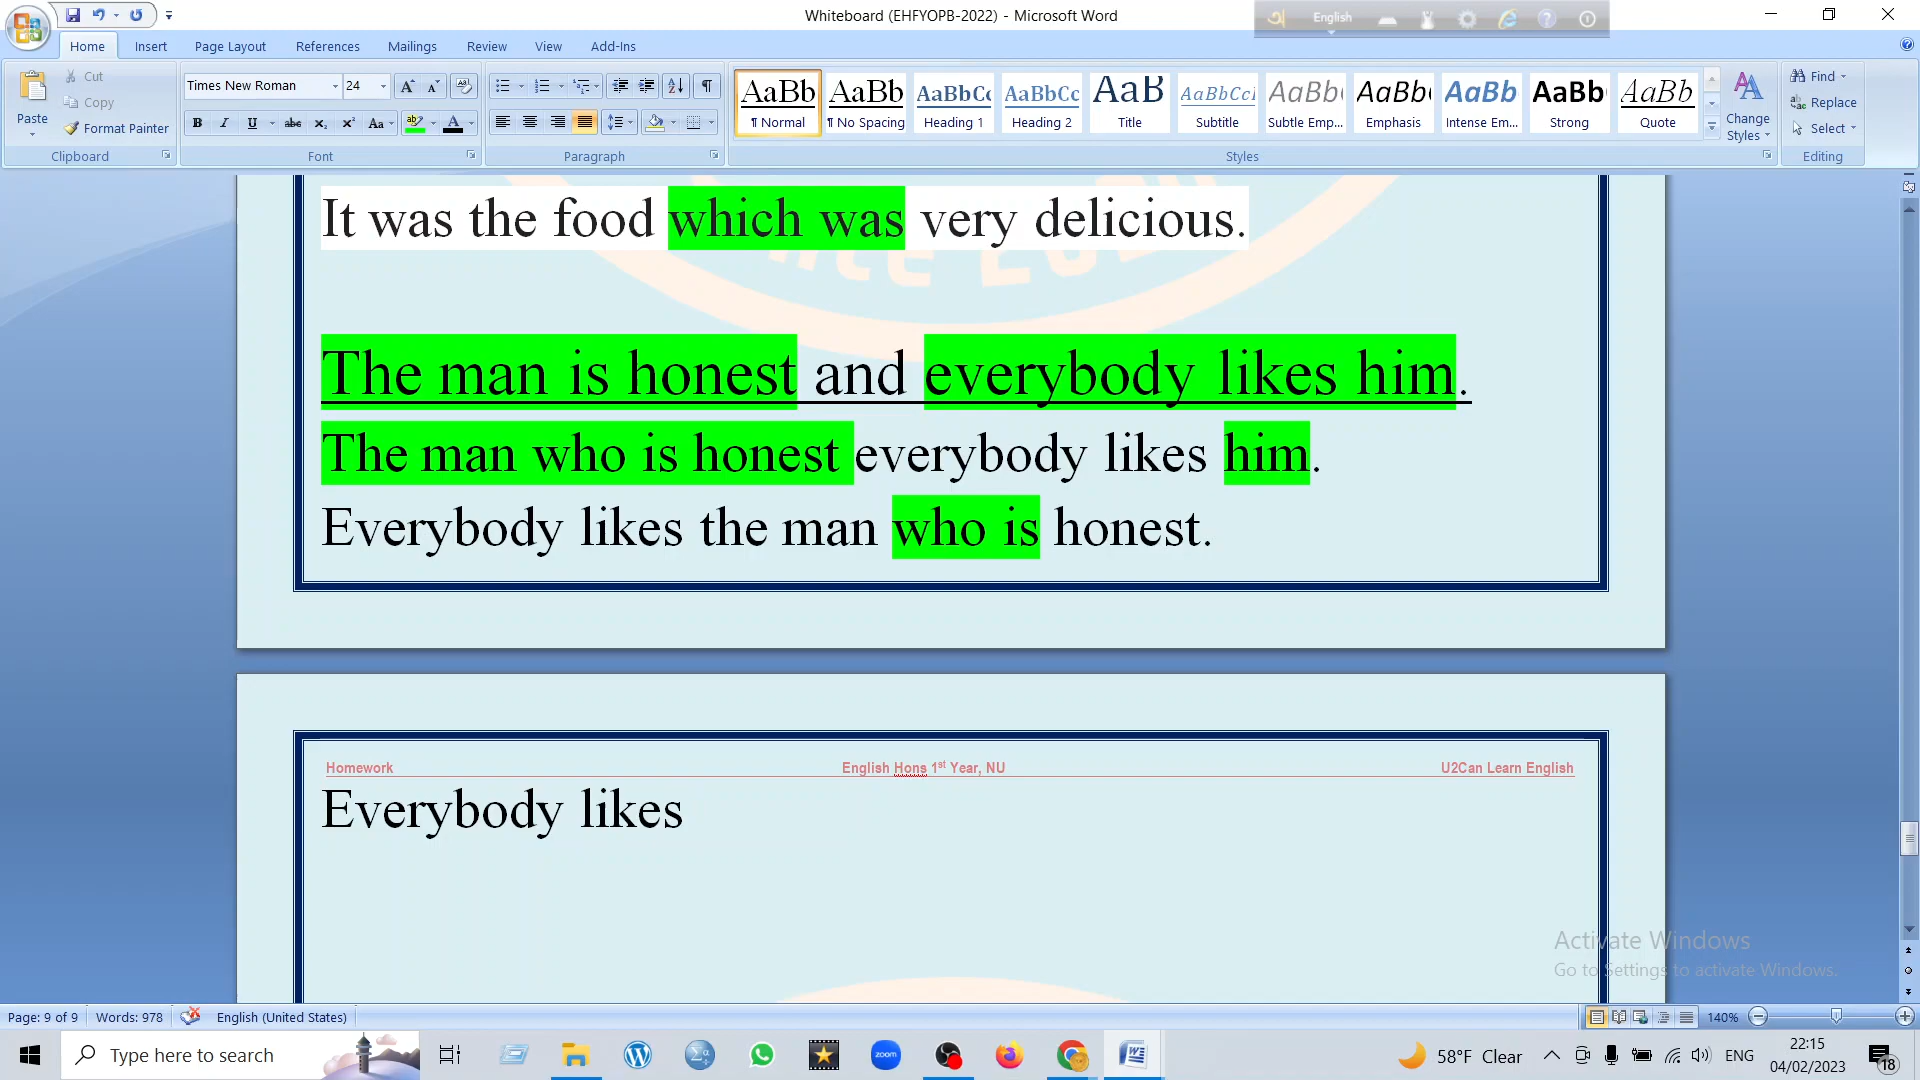 Whiteboard (EHFYOPB-2022) - Microsoft Word
English
Home Insert Page Layout References Mailings Review View Add-Ins
Paste
Cut
Copy
Format Painter
Clipboard
Times New Roman 24
Font
Paragraph
AaBb AaBb AaBbCc AaBbCc AaB AaBbCcI AaBb AaBb AaBb AaBb AaBb
¶ Normal ¶ No Spacing Heading 1 Heading 2 Title Subtitle Subtle Emp... Emphasis Intense Em... Strong Quote
Change Styles
Styles
Find
Replace
Select
Editing
It was the food which was very delicious.
The man is honest and everybody likes him.
The man who is honest everybody likes him.
Everybody likes the man who is honest.
Homework English Hons 1st Year, NU U2Can Learn English
Everybody likes
Activate Windows
Go to Settings to activate Windows.
Page: 9 of 9 Words: 978 English (United States) 140%
Type here to search
zoom
58°F Clear
ENG
22:15
04/02/2023
18